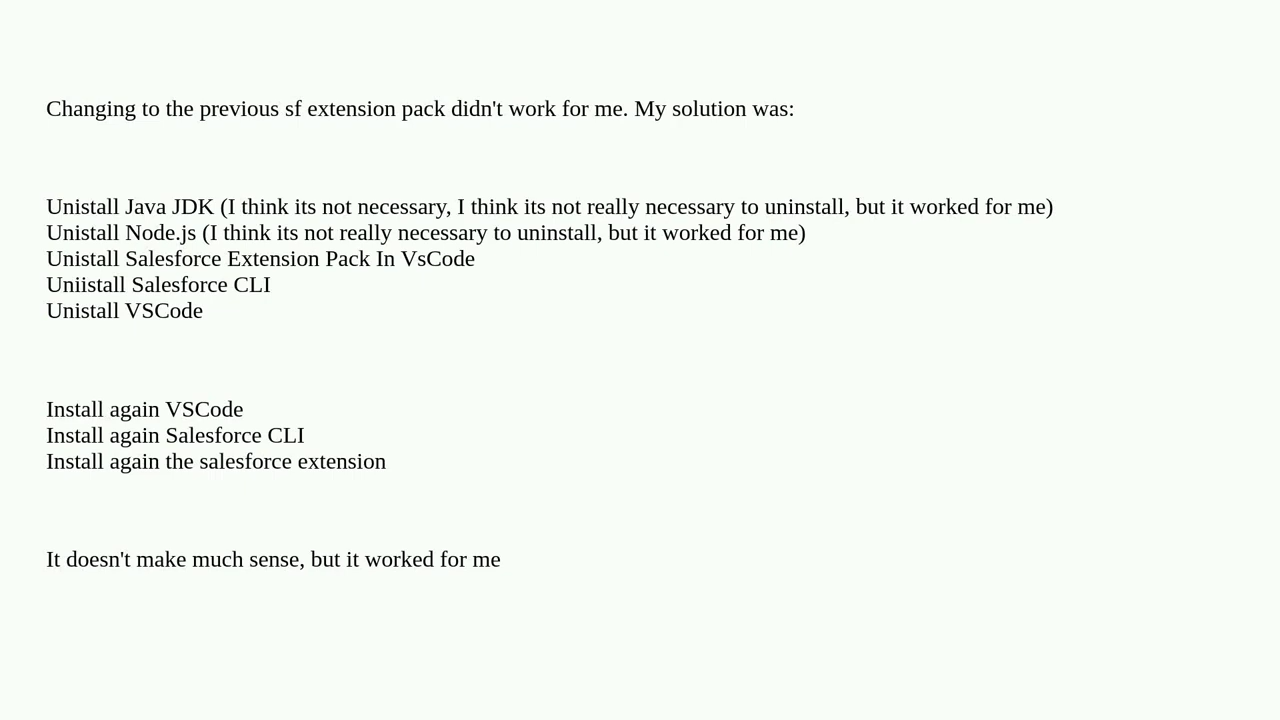 Changing to the previous sf extension pack didn't work for me. My solution was:
Unistall Java JDK (I think its not necessary, I think its not really necessary to uninstall, but it worked for me)
Unistall Node.js (I think its not really necessary to uninstall, but it worked for me)
Unistall Salesforce Extension Pack In VsCode
Uniistall Salesforce CLI
Unistall VSCode
Install again VSCode
Install again Salesforce CLI
Install again the salesforce extension
It doesn't make much sense, but it worked for me